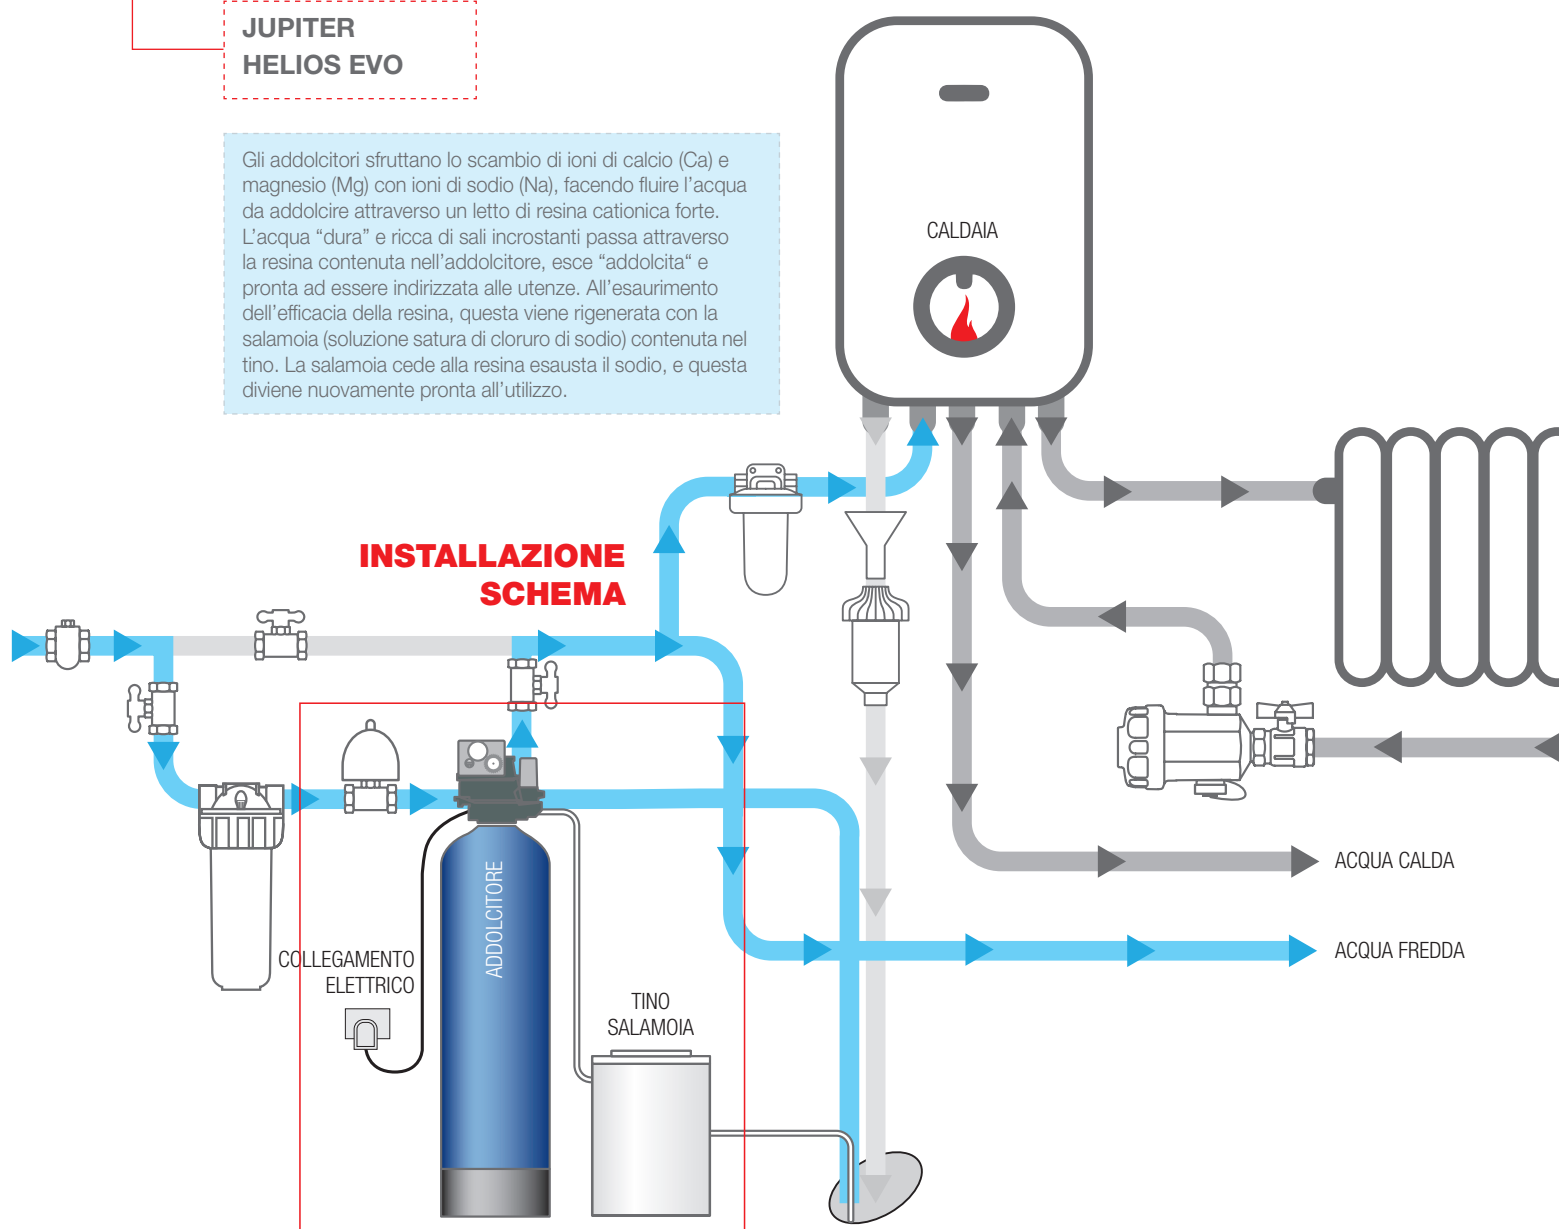 JUPITER
HELIOS EVO
Gli addolcitori sfruttano lo scambio di ioni di calcio (Ca) e
magnesio (Mg) con ioni di sodio (Na), facendo fluire l’acqua
da addolcire attraverso un letto di resina cationica forte.
L’acqua “dura” e ricca di sali incrostanti passa attraverso
la resina contenuta nell’addolcitore, esce “addolcita“ e
pronta ad essere indirizzata alle utenze. All’esaurimento
dell’efficacia della resina, questa viene rigenerata con la
salamoia (soluzione satura di cloruro di sodio) contenuta nel
tino. La salamoia cede alla resina esausta il sodio, e questa
diviene nuovamente pronta all’utilizzo.
CALDAIA
INSTALLAZIONE
SCHEMA
ACQUA CALDA
ACQUA FREDDA
ADDOLCITORE
COLLEGAMENTO
ELETTRICO
TINO
SALAMOIA